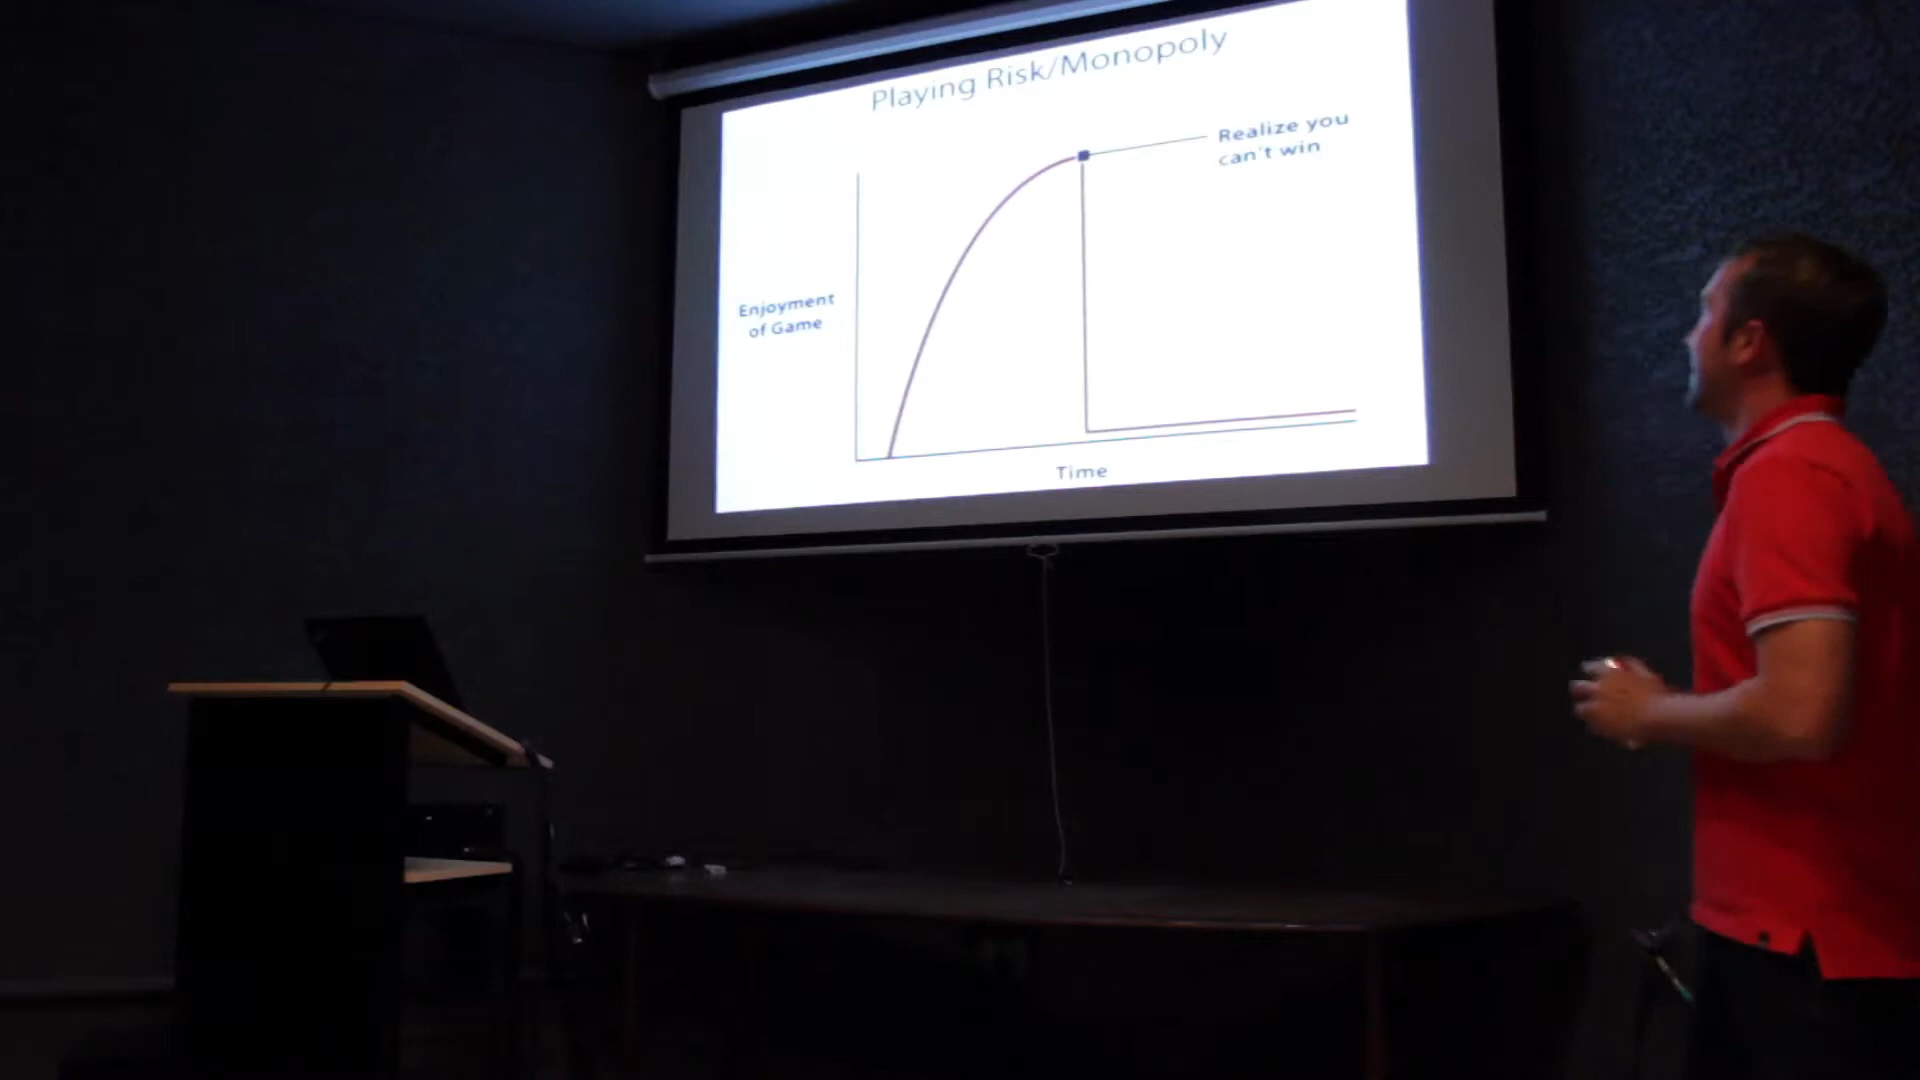 Playing Risk/Monopoly
Realize you
can't win
Enjoyment
of Game
Time